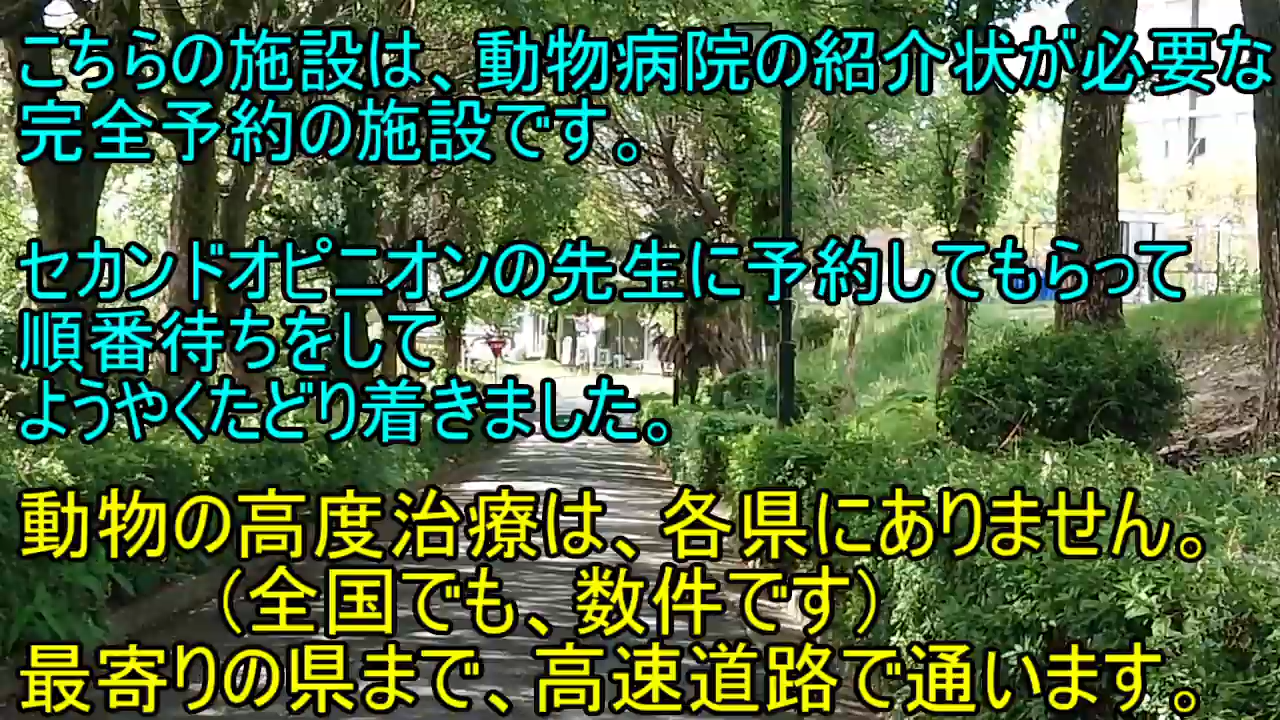 こちらの施設は、動物病院の紹介状が必要な
完全予約の施設です。
セカンドオピニオンの先生に予約してもらって
順番待ちをして
ようやくたどり着きました。
動物の高度治療は、各県にありません。
（全国でも、数件です）
最寄りの県まで、高速道路で通います。